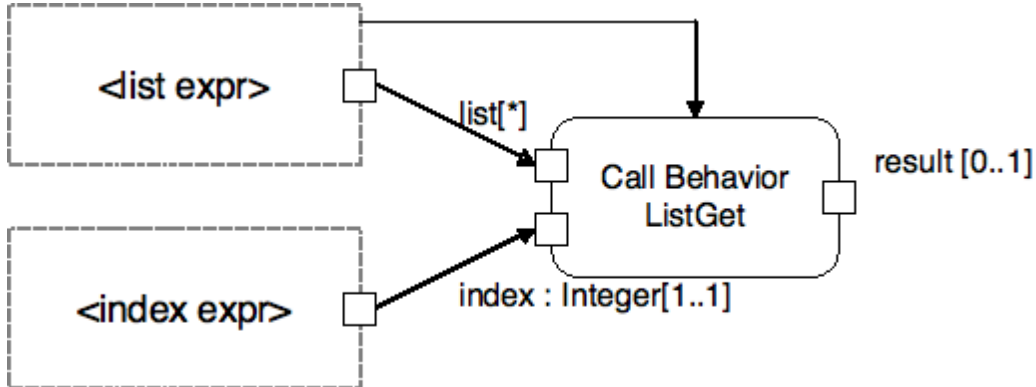 <list expr>
list[*]
Call Behavior
ListGet
result [0..1]
<index expr>
index : Integer[1..1]